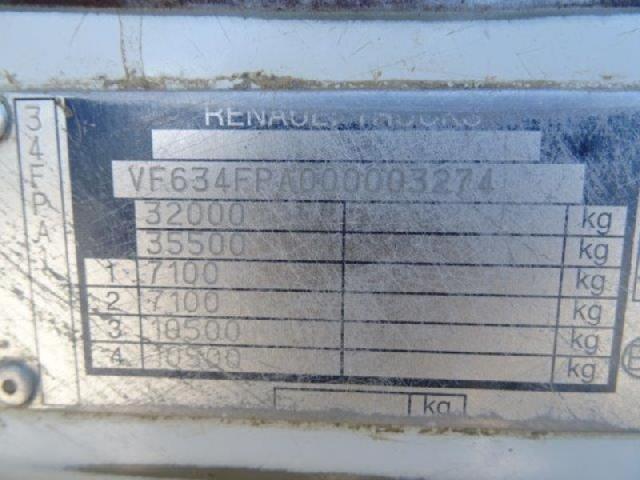 RENAULT TRUCKS
34FPA
VF634FPA000003274
32000 kg
35500 kg
1 7100 kg
2 7100 kg
3 10500 kg
4 10500 kg
kg